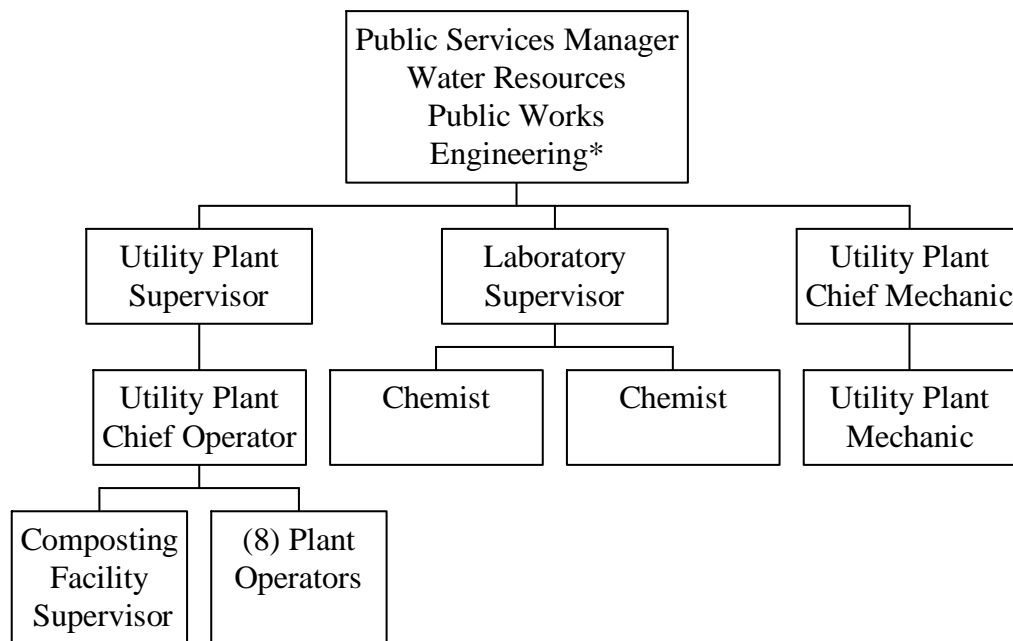 Public Services Manager
Water Resources
Public Works
Engineering*
Utility Plant
Supervisor
Laboratory
Supervisor
Utility Plant
Chief Mechanic
Utility Plant
Chief Operator
Chemist
Chemist
Utility Plant
Mechanic
Composting
Facility
Supervisor
(8) Plant
Operators